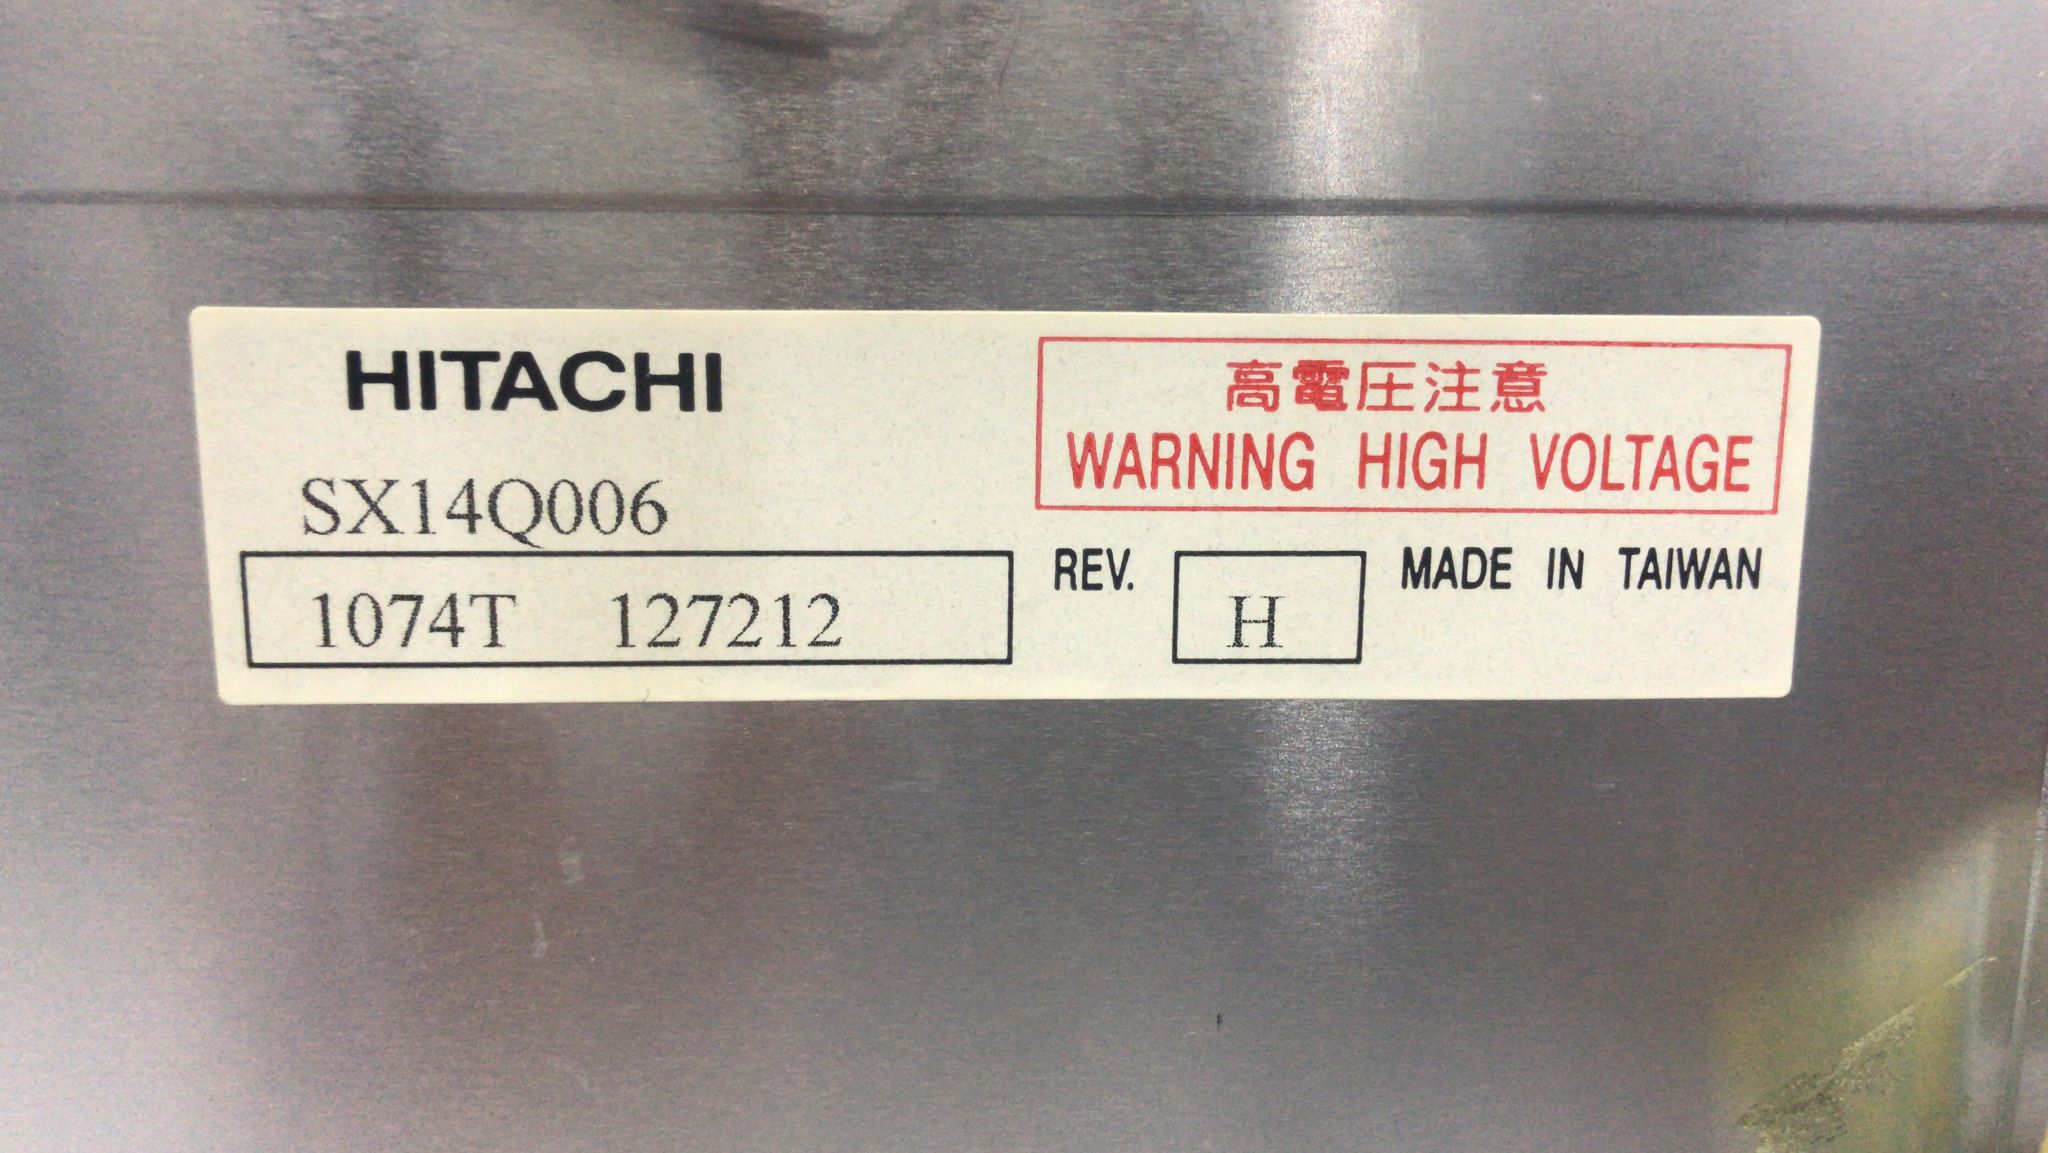 HITACHI
SX14Q006
1074T 127212
高電圧注意
WARNING HIGH VOLTAGE
REV. H MADE IN TAIWAN